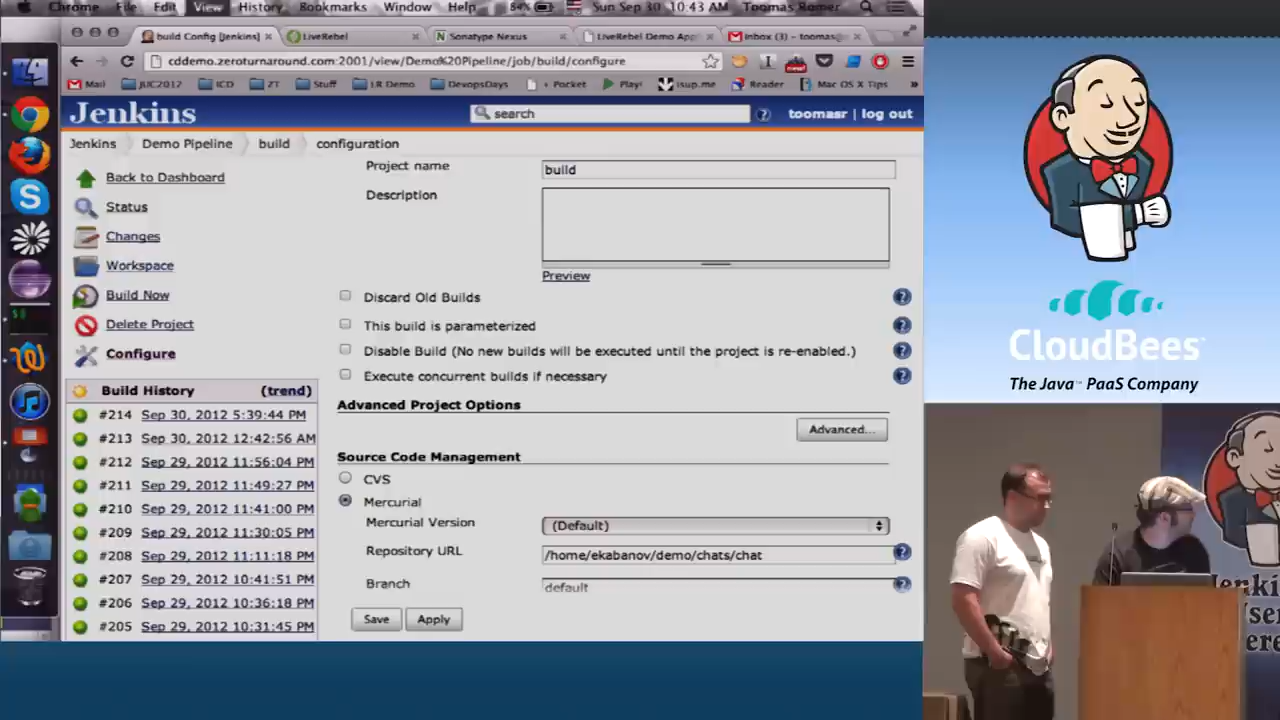 Chrome File Edit View History Bookmarks Window Help 84% Sun Sep 30 10:43 AM Toomas Römer
build Config [Jenkins] LiveRebel Sonatype Nexus LiveRebel Demo App Inbox (3) - toomas@
cddemo.zeroturnaround.com:2001/view/Demo%20Pipeline/job/build/configure
Mail JUC2012 ICD ZT Stuff LR Demo DevopsDays + Pocket Play! isup.me Reader Mac OS X Tips »
Jenkins search toomasr | log out
Jenkins Demo Pipeline build configuration
Project name build
Back to Dashboard
Description
Status
Changes
Workspace
Preview
Build Now
Discard Old Builds
Delete Project
This build is parameterized
Configure
Disable Build (No new builds will be executed until the project is re-enabled.)
Execute concurrent builds if necessary
Build History (trend)
Advanced Project Options
#214 Sep 30, 2012 5:39:44 PM
Advanced...
#213 Sep 30, 2012 12:42:56 AM
Source Code Management
#212 Sep 29, 2012 11:56:04 PM
CVS
#211 Sep 29, 2012 11:49:27 PM
Mercurial
#210 Sep 29, 2012 11:41:00 PM
Mercurial Version (Default)
#209 Sep 29, 2012 11:30:05 PM
Repository URL /home/ekabanov/demo/chats/chat
#208 Sep 29, 2012 11:11:18 PM
#207 Sep 29, 2012 10:41:51 PM
Branch default
#206 Sep 29, 2012 10:36:18 PM
Save Apply
#205 Sep 29, 2012 10:31:45 PM
CloudBees
The Java™ PaaS Company